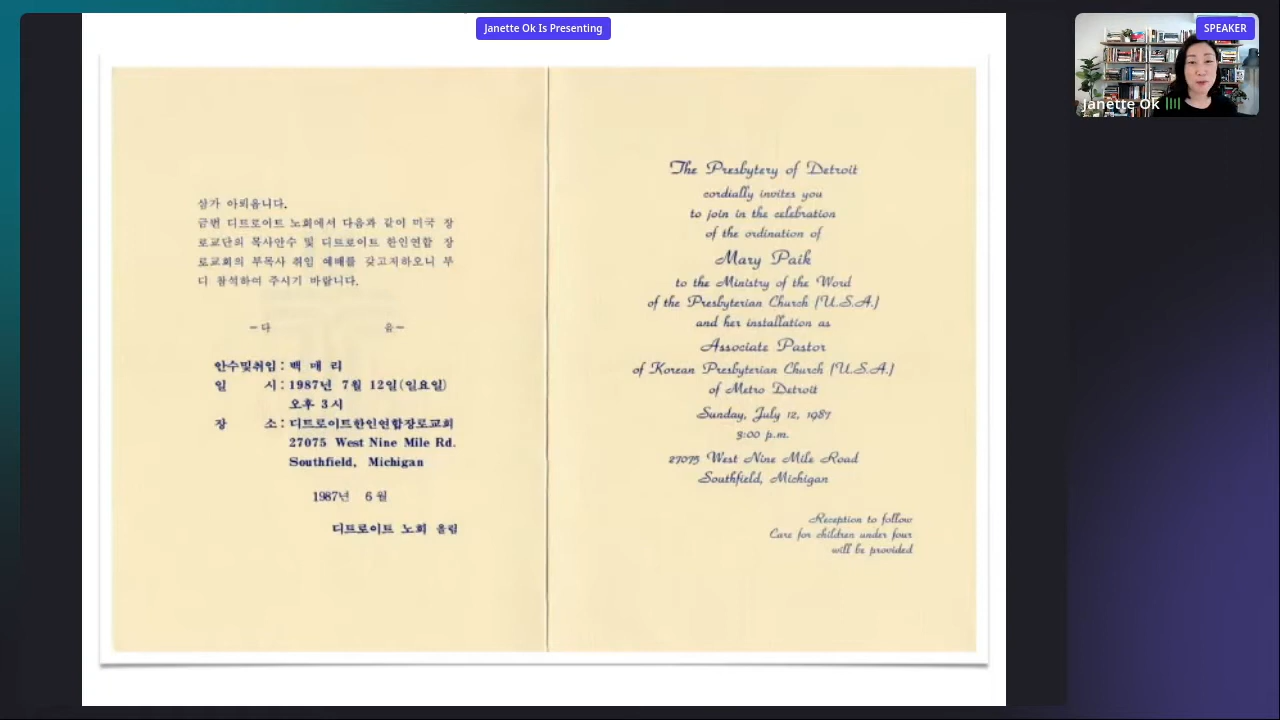 Janette Ok Is Presenting
SPEAKER
Janette Ok
삼가 아뢰옵니다.
금번 디트로이트 노회에서 다음과 같이 미국 장
로교단의 목사안수 및 디트로이트 한인연합 장
로교회의 부목사 취임 예배를 갖고저하오니 부
디 참석하여 주시기 바랍니다.
－다 음－
안수및취임 : 백 매 리
일 시 : 1987년 7월 12일(일요일)
오후 3시
장 소 : 디트로이트한인연합장로교회
27075 West Nine Mile Rd.
Southfield, Michigan
1987년 6월
디트로이트 노회 올림
The Presbytery of Detroit
cordially invites you
to join in the celebration
of the ordination of
Mary Paik
to the Ministry of the Word
of the Presbyterian Church (U.S.A.)
and her installation as
Associate Pastor
of Korean Presbyterian Church (U.S.A.)
of Metro Detroit
Sunday, July 12, 1987
3:00 p.m.
27075 West Nine Mile Road
Southfield, Michigan
Reception to follow
Care for children under four
will be provided